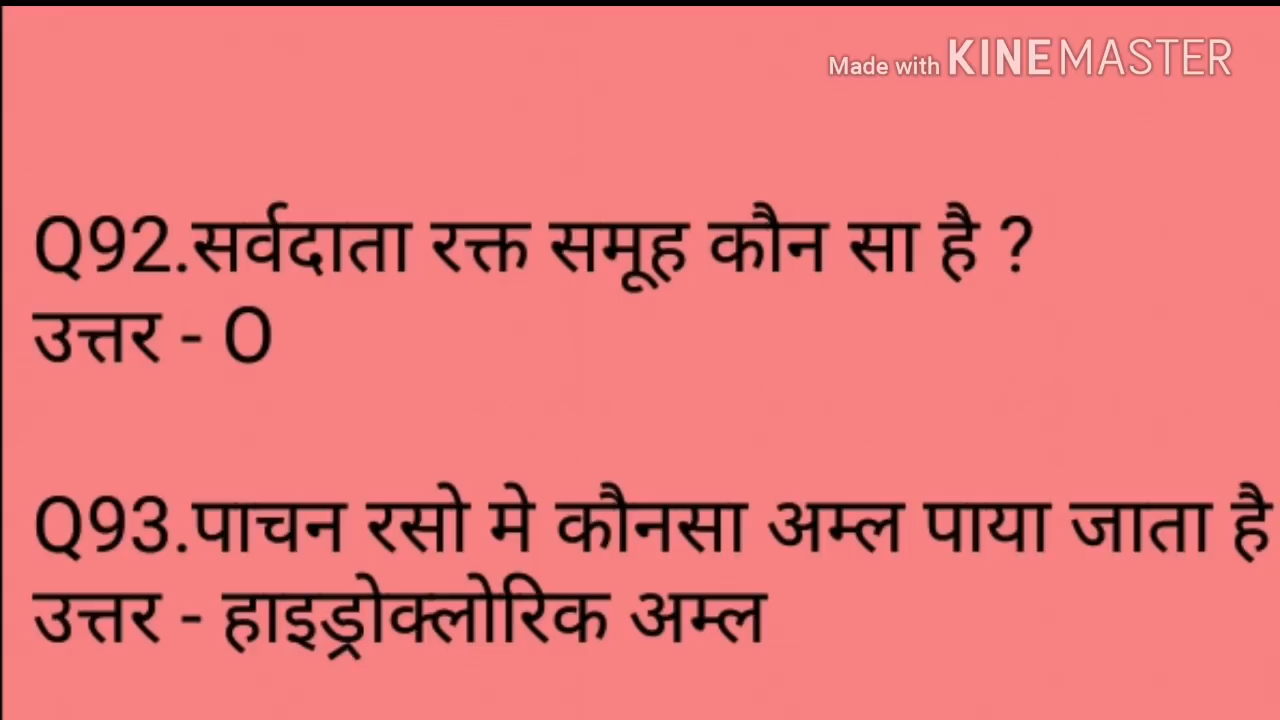 Made with KINEMASTER
Q92.सर्वदाता रक्त समूह कौन सा है ?
उत्तर - O
Q93.पाचन रसो मे कौनसा अम्ल पाया जाता है
उत्तर - हाइड्रोक्लोरिक अम्ल